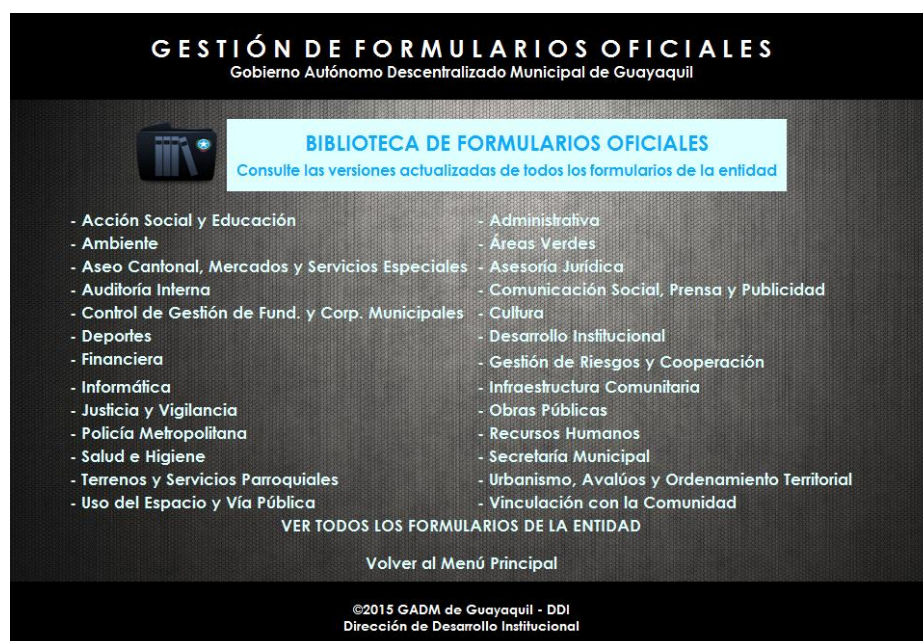 GESTIÓN DE FORMULARIOS OFICIALES
Gobierno Autónomo Descentralizado Municipal de Guayaquil
BIBLIOTECA DE FORMULARIOS OFICIALES
Consulte las versiones actualizadas de todos los formularios de la entidad
- Acción Social y Educación
- Ambiente
- Aseo Cantonal, Mercados y Servicios Especiales
- Auditoría Interna
- Control de Gestión de Fund. y Corp. Municipales
- Deportes
- Financiera
- Informática
- Justicia y Vigilancia
- Policía Metropolitana
- Salud e Higiene
- Terrenos y Servicios Parroquiales
- Uso del Espacio y Vía Pública
- Administrativa
- Áreas Verdes
- Asesoría Jurídica
- Comunicación Social, Prensa y Publicidad
- Cultura
- Desarrollo Institucional
- Gestión de Riesgos y Cooperación
- Infraestructura Comunitaria
- Obras Públicas
- Recursos Humanos
- Secretaría Municipal
- Urbanismo, Avalúos y Ordenamiento Territorial
- Vinculación con la Comunidad
VER TODOS LOS FORMULARIOS DE LA ENTIDAD
Volver al Menú Principal
©2015 GADM de Guayaquil - DDI
Dirección de Desarrollo Institucional